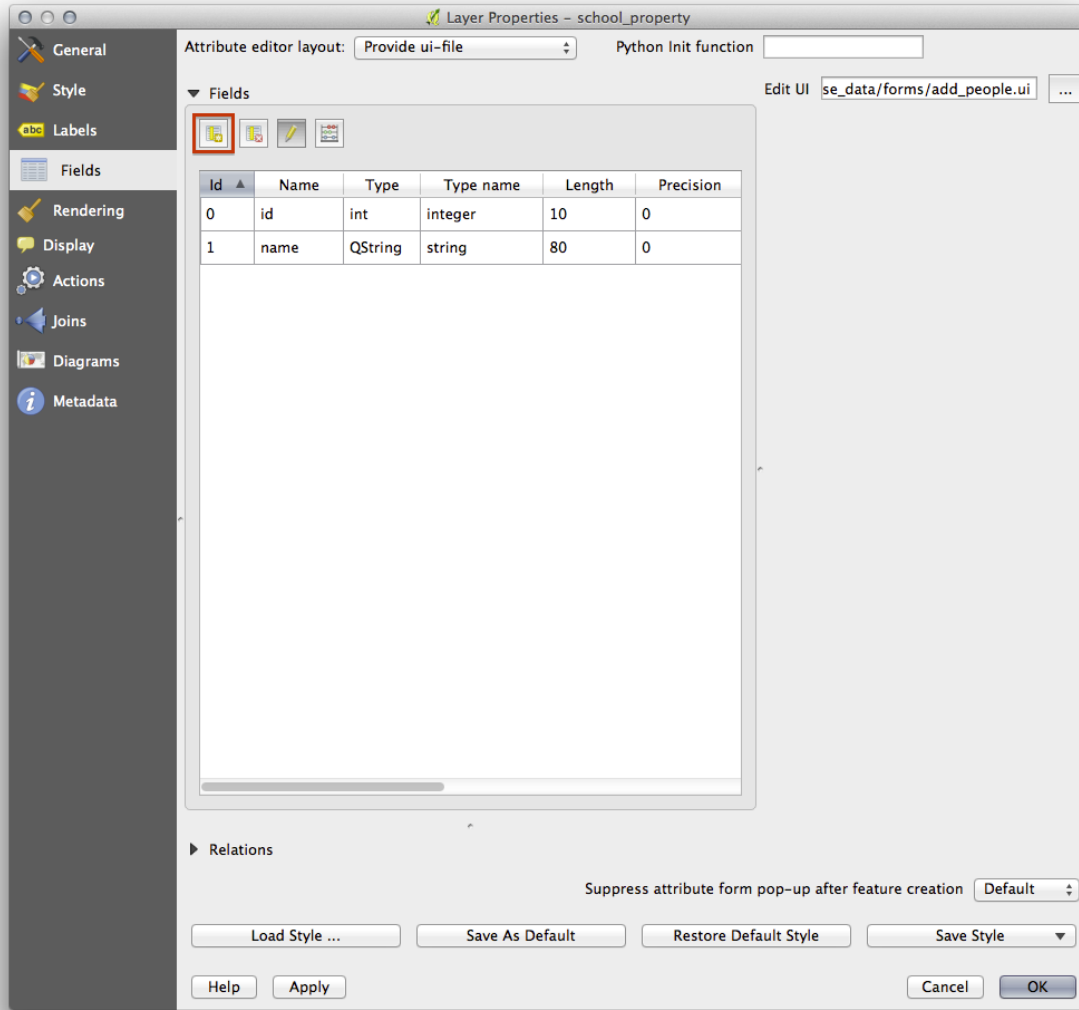 Layer Properties - school_property
General
Style
abc Labels
Fields
Rendering
Display
Actions
Joins
Diagrams
i Metadata
Attribute editor layout: Provide ui-file Python Init function
Fields Edit UI se_data/forms/add_people.ui ...
Id Name Type Type name Length Precision
0 id int integer 10 0
1 name QString string 80 0
Relations
Suppress attribute form pop-up after feature creation Default
Load Style ... Save As Default Restore Default Style Save Style
Help Apply Cancel OK